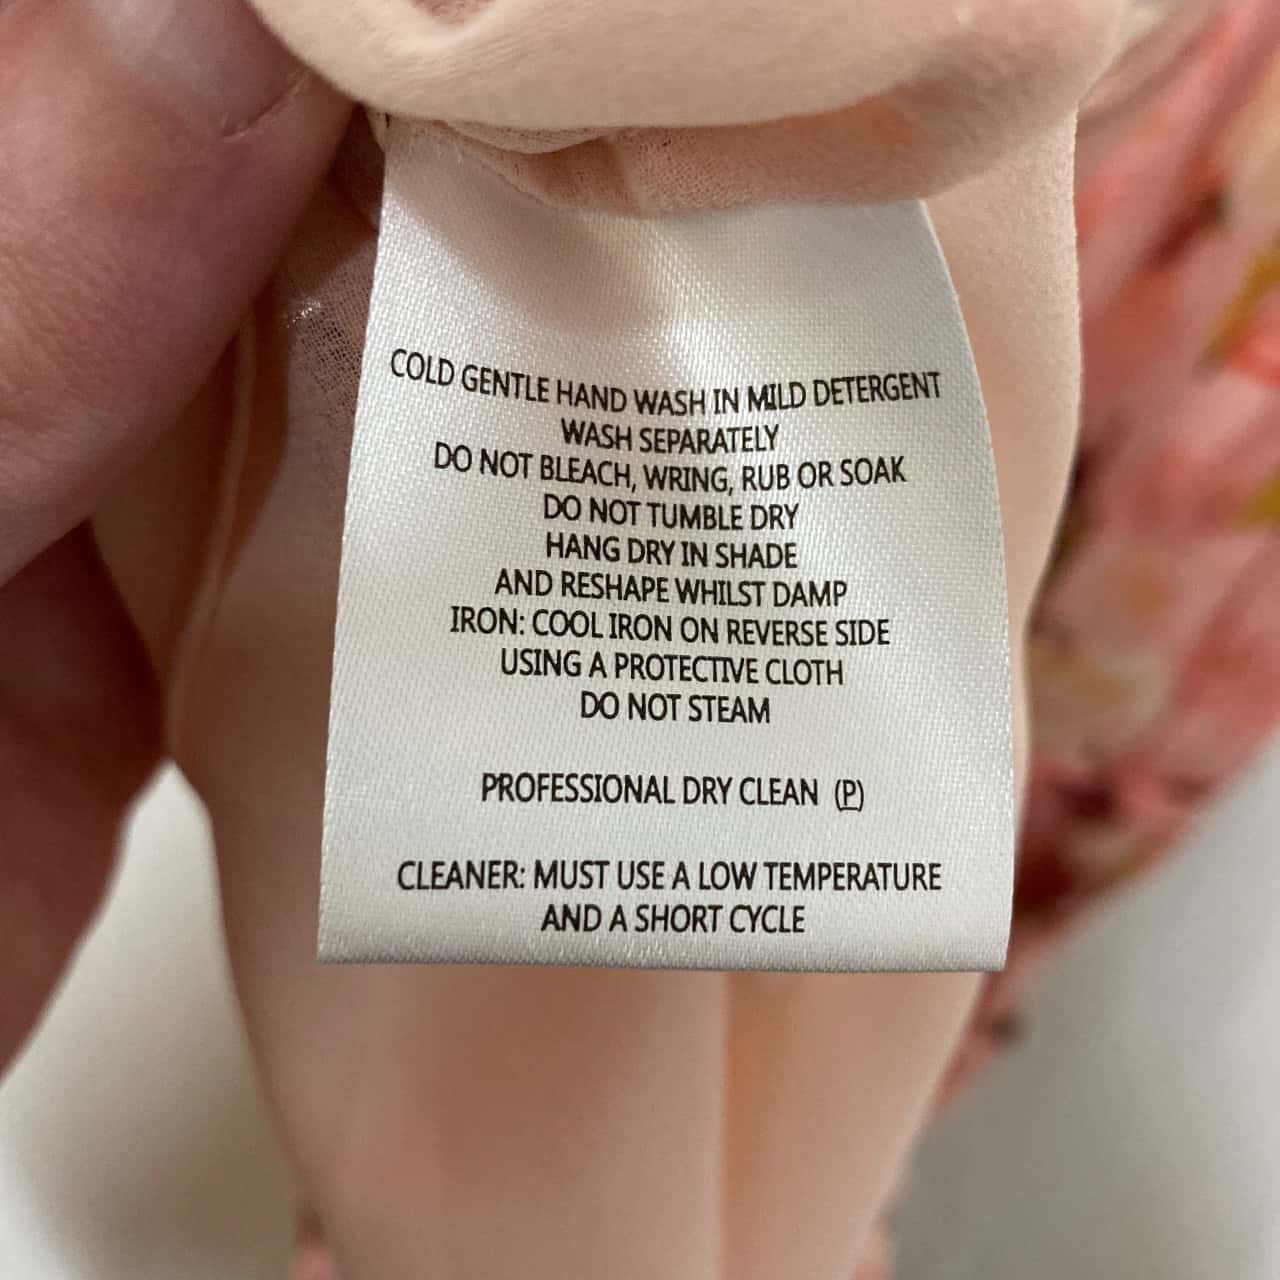 COLD GENTLE HAND WASH IN MILD DETERGENT
WASH SEPARATELY
DO NOT BLEACH, WRING, RUB OR SOAK
DO NOT TUMBLE DRY
HANG DRY IN SHADE
AND RESHAPE WHILST DAMP
IRON: COOL IRON ON REVERSE SIDE
USING A PROTECTIVE CLOTH
DO NOT STEAM
PROFESSIONAL DRY CLEAN (P)
CLEANER: MUST USE A LOW TEMPERATURE
AND A SHORT CYCLE